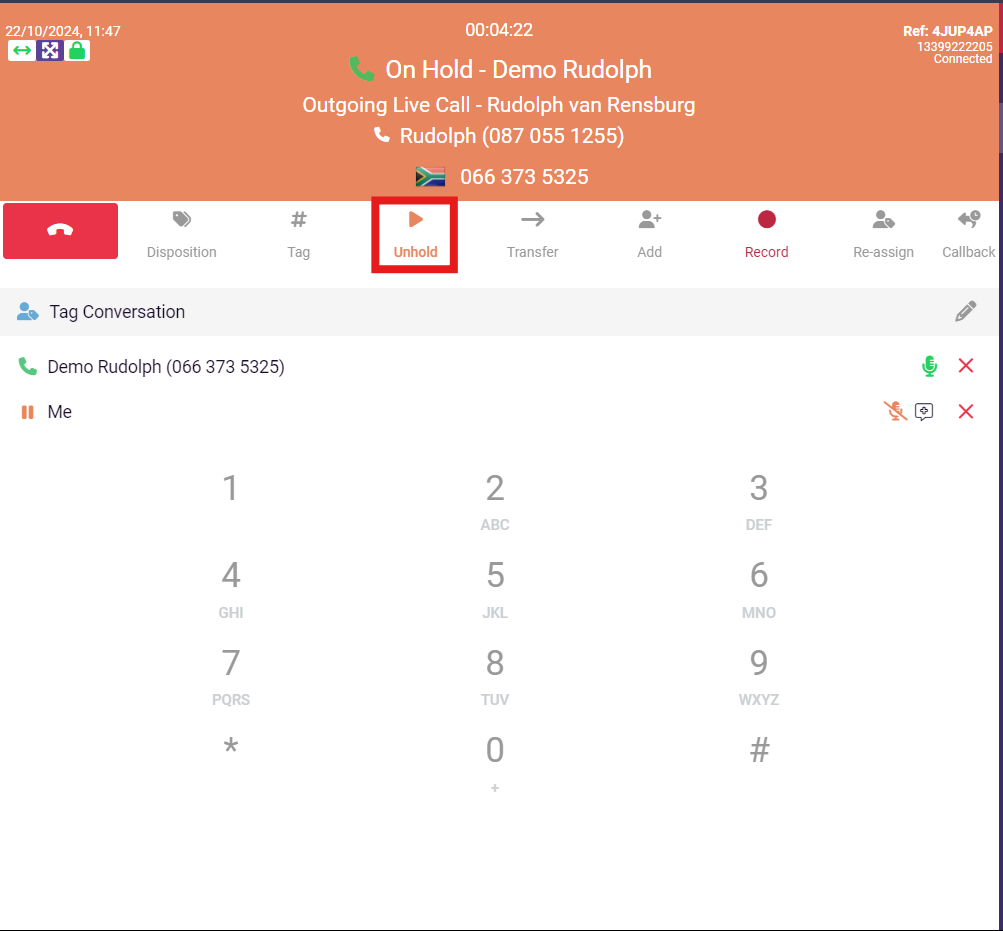 22/10/2024, 11:47
00:04:22
Ref: 4JUP4AP
13399222205
Connected
On Hold - Demo Rudolph
Outgoing Live Call - Rudolph van Rensburg
Rudolph (087 055 1255)
066 373 5325
Disposition
Tag
Unhold
Transfer
Add
Record
Re-assign
Callback
Tag Conversation
Demo Rudolph (066 373 5325)
Me
1 2 3
ABC DEF
4 5 6
GHI JKL MNO
7 8 9
PQRS TUV WXYZ
* 0 #
+